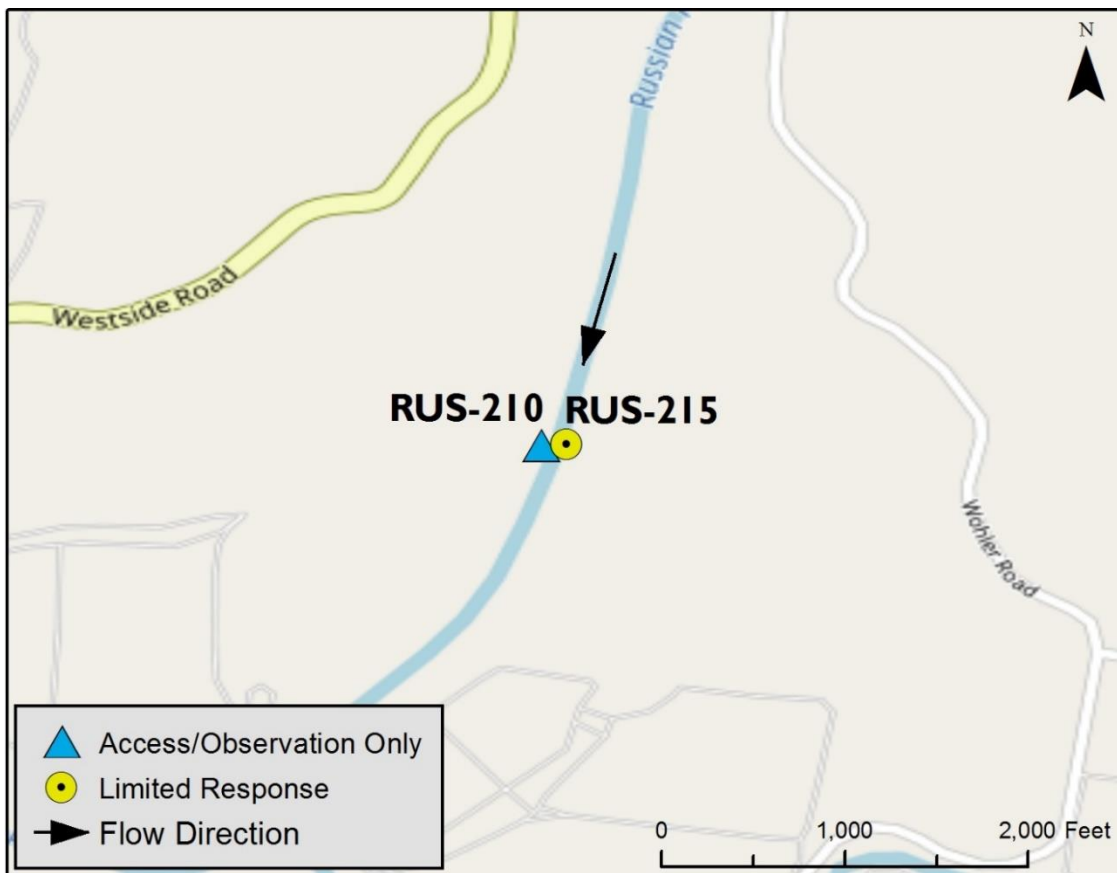 N
Russian
Westside Road
RUS-210 RUS-215
Wohler Road
Access/Observation Only
Limited Response
Flow Direction
0 1,000 2,000 Feet